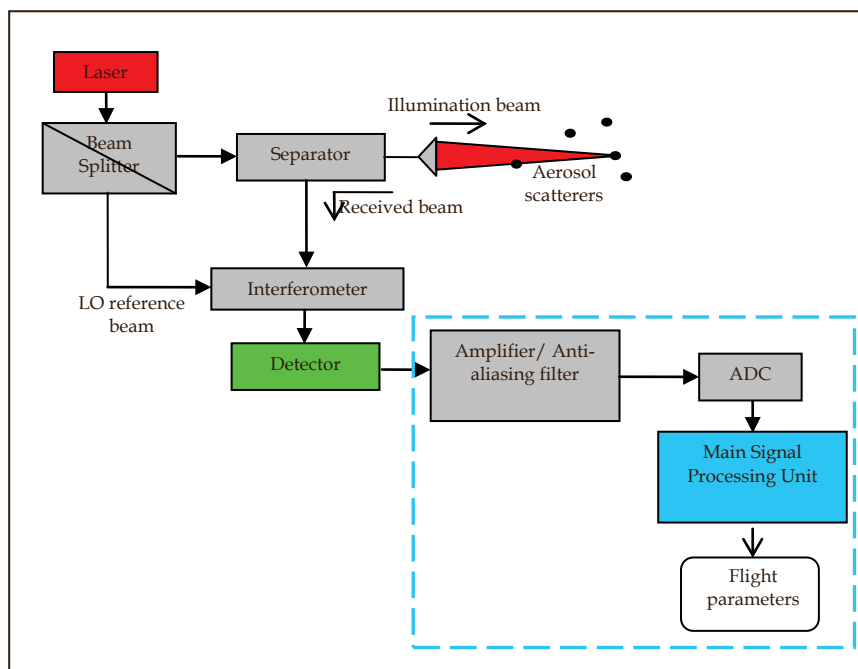 Laser
Illumination beam
Beam
Splitter
Separator
Aerosol
scatterers
Received beam
Interferometer
LO reference
beam
Detector
Amplifier/ Anti-
aliasing filter
ADC
Main Signal
Processing Unit
Flight
parameters